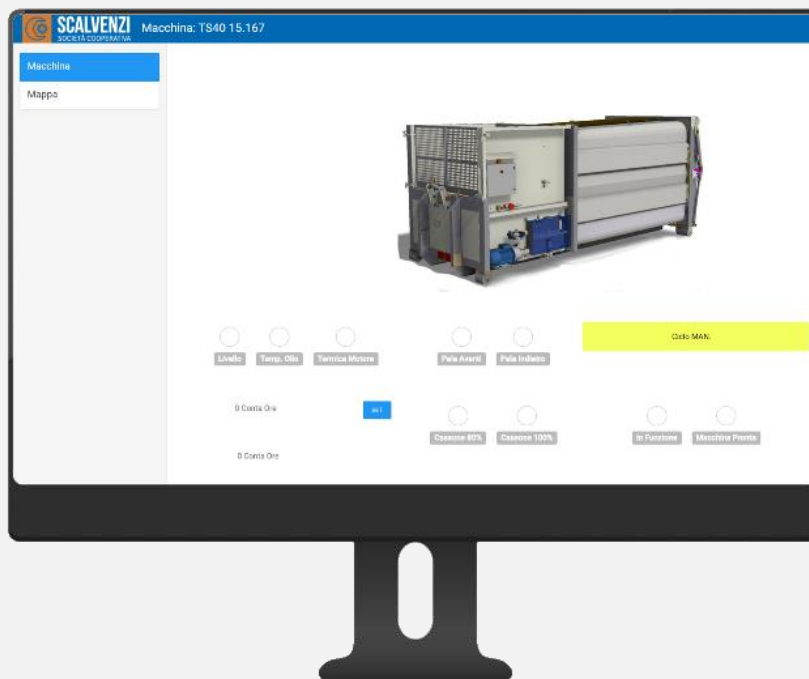 SCALVENZI
SOCIETÀ COOPERATIVA
Macchina: TS40 15.167
Macchina
Mappa
Livello
Temp. Olio
Termica Motore
Pala Avanti
Pala Indietro
Ciclo MAN.
0 Conta Ore
Cassone 80%
Cassone 100%
In Funzione
Macchina Pronta
0 Conta Ore